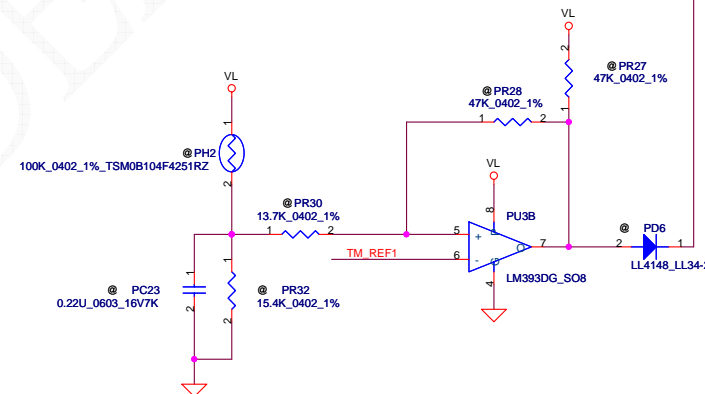 VL
@ PR27
47K_0402_1%
@ PR28
47K_0402_1%
2
1
1
2
VL
1
@ PH2
100K_0402_1%_TSM0B104F4251RZ
2
VL
@ PR30
13.7K_0402_1%
1
2
8
PU3B
5
+
P
O
7
6
-
G
TM_REF1
4
LM393DG_SO8
@ PD6
2
1
LL4148_LL34-2
1
@ PC23
0.22U_0603_16V7K
2
1
@ PR32
15.4K_0402_1%
2